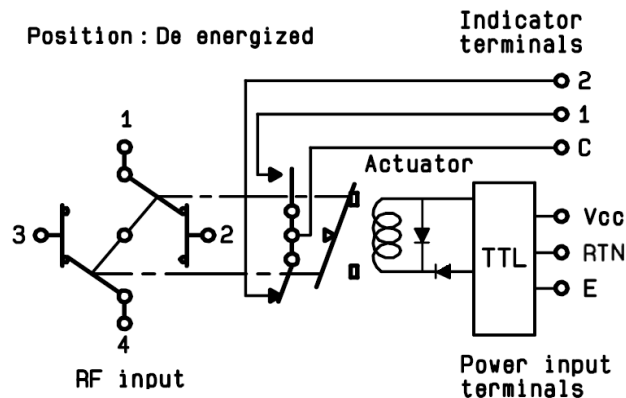 Position : De energized
Indicator
terminals
2
1
C
1
Actuator
3
2
4
TTL
Vcc
RTN
E
RF input
Power input
terminals